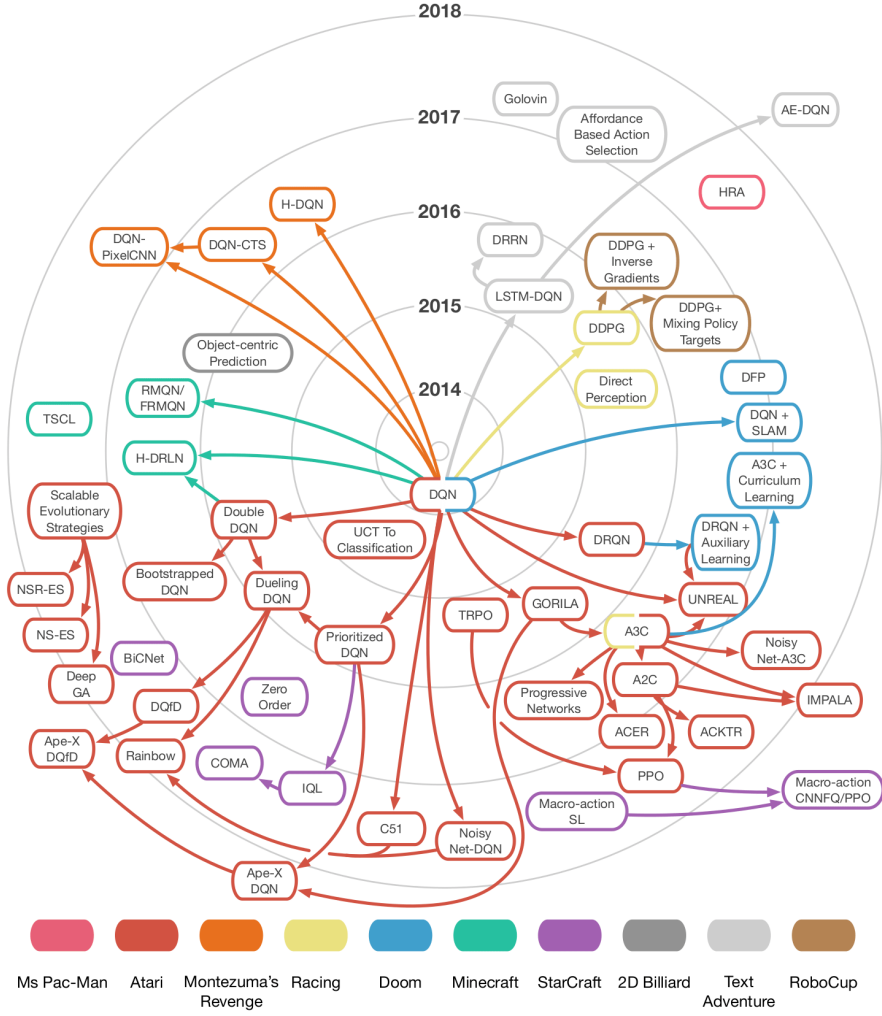 2018
Golovin
AE-DQN
2017
Affordance
Based Action
Selection
HRA
H-DQN
2016
DQN-
PixelCNN
DQN-CTS
DRRN
DDPG +
Inverse
Gradients
LSTM-DQN
2015
DDPG+
Mixing Policy
Targets
DDPG
Object-centric
Prediction
Direct
Perception
DFP
2014
RMQN/
FRMQN
TSCL
DQN +
SLAM
H-DRLN
A3C +
Curriculum
Learning
DQN
Scalable
Evolutionary
Strategies
Double
DQN
UCT To
Classification
DRQN
DRQN +
Auxiliary
Learning
Bootstrapped
DQN
Dueling
DQN
NSR-ES
UNREAL
TRPO
GORILA
NS-ES
Prioritized
DQN
A3C
Noisy
Net-A3C
BiCNet
Deep
GA
Zero
Order
A2C
Progressive
Networks
IMPALA
DQfD
ACER
ACKTR
Ape-X
DQfD
Rainbow
COMA
IQL
PPO
Macro-action
CNNFQ/PPO
Macro-action
SL
C51
Noisy
Net-DQN
Ape-X
DQN
Ms Pac-Man
Atari
Montezuma's
Revenge
Racing
Doom
Minecraft
StarCraft
2D Billiard
Text
Adventure
RoboCup